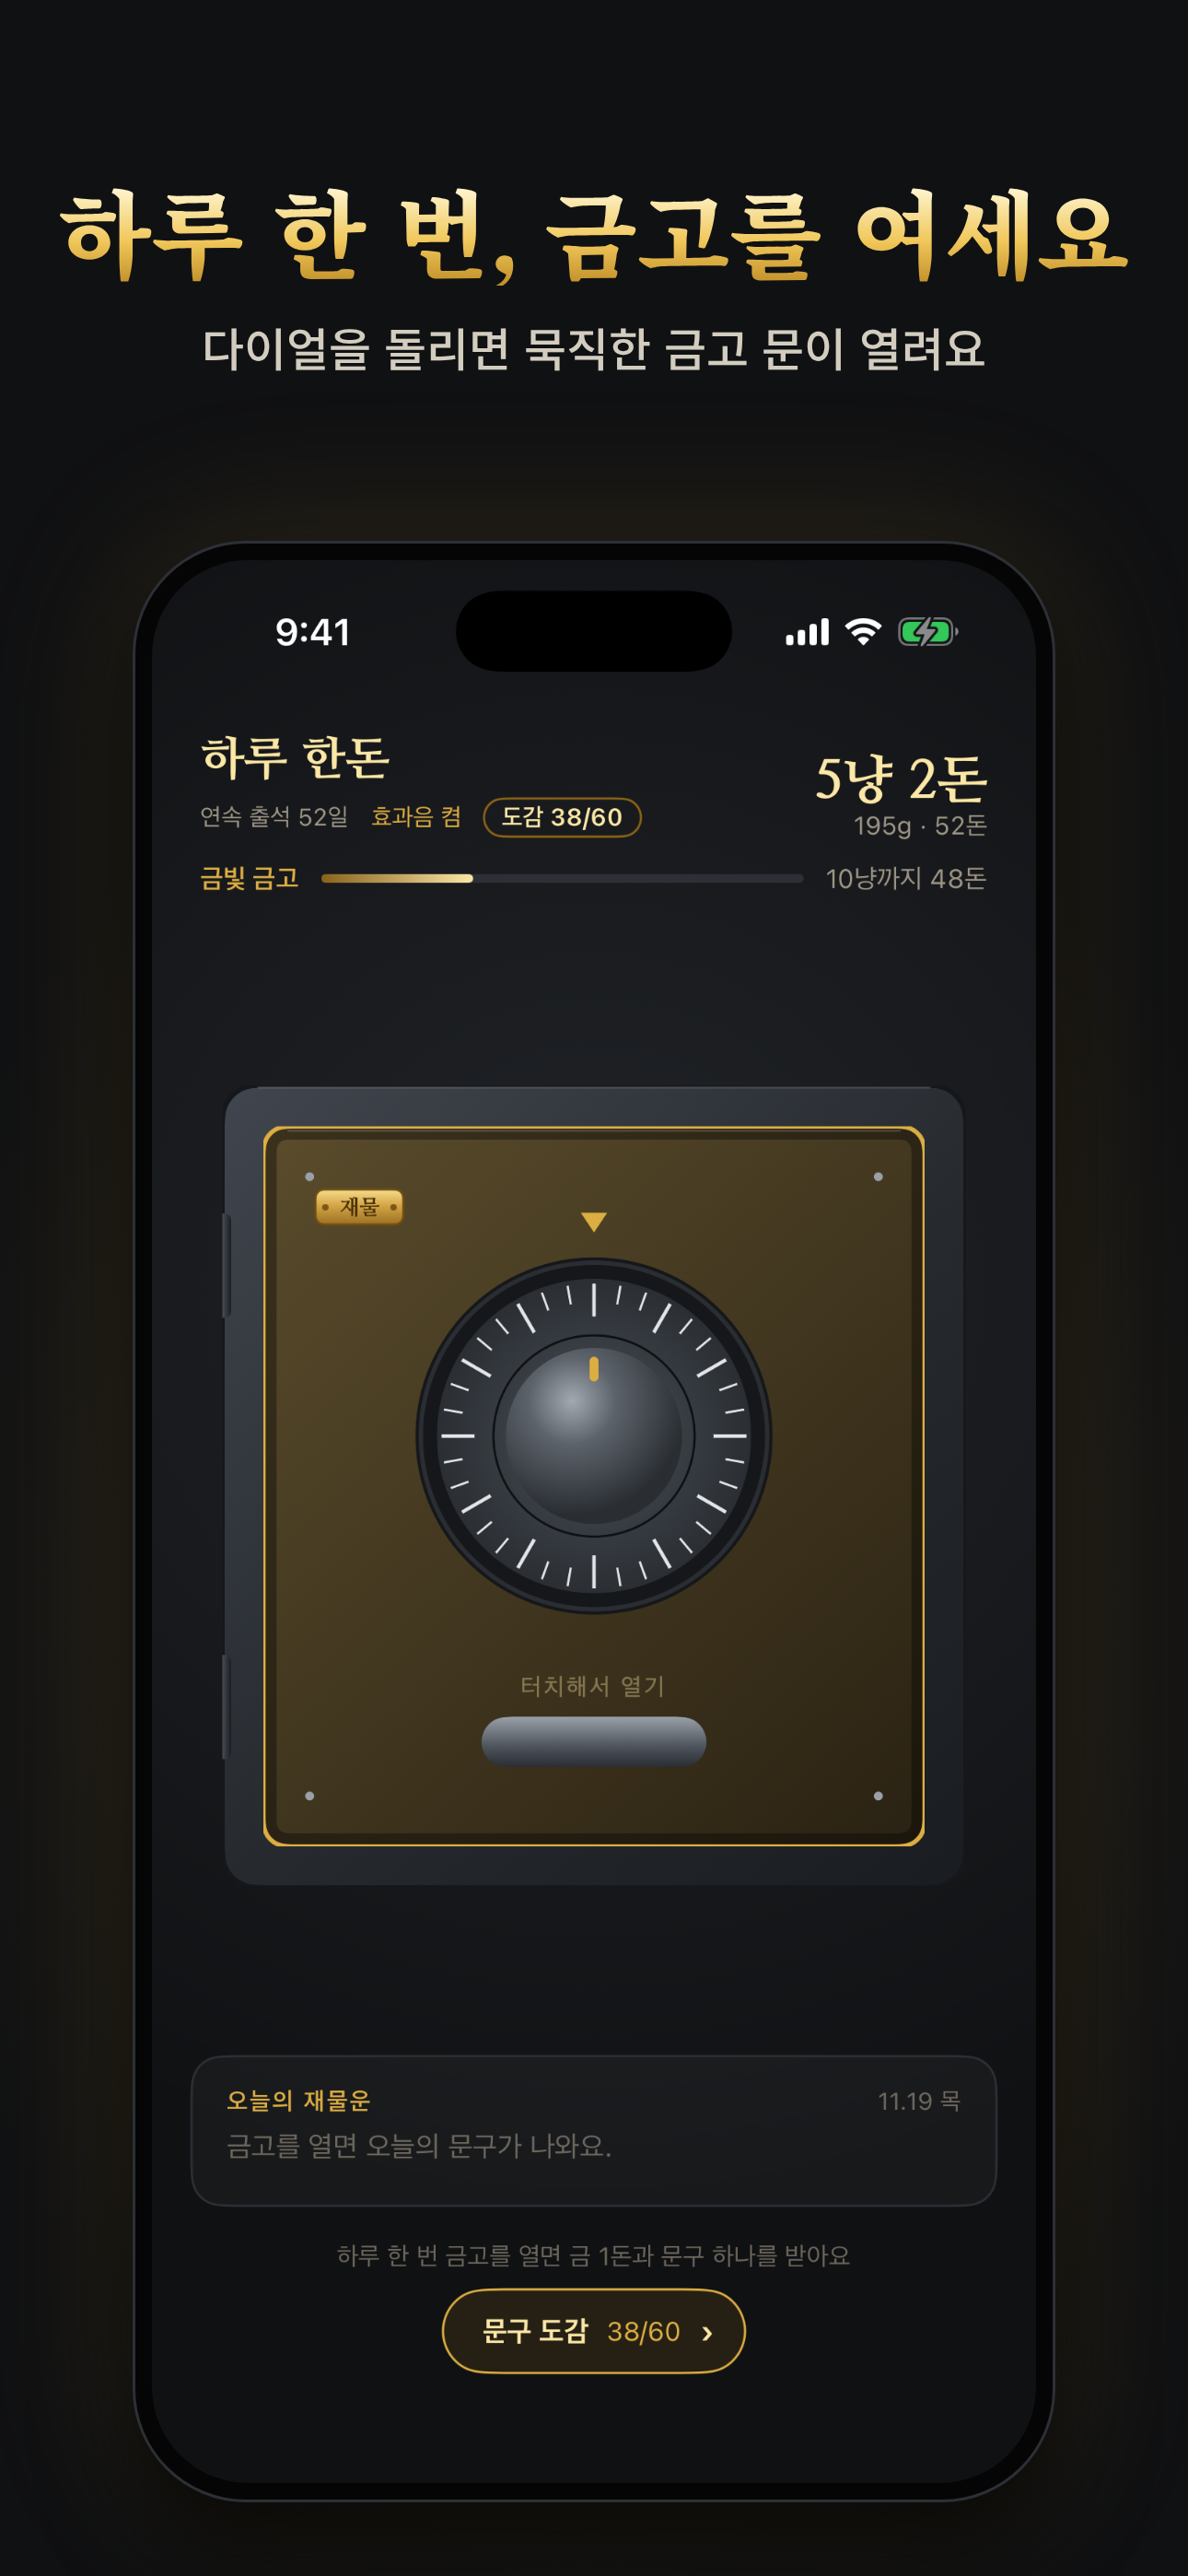 하루 한 번, 금고를 여세요
다이얼을 돌리면 묵직한 금고 문이 열려요
9:41
하루 한돈
5냥 2돈
연속 출석 52일 효과음 켬 도감 38/60
195g · 52돈
금빛 금고 10냥까지 48돈
재물
터치해서 열기
오늘의 재물운 11.19 목
금고를 열면 오늘의 문구가 나와요.
하루 한 번 금고를 열면 금 1돈과 문구 하나를 받아요
문구 도감 38/60 ›